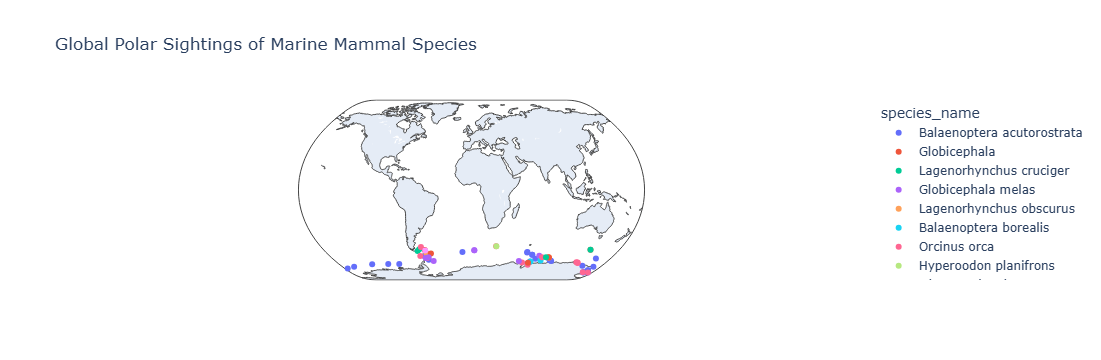 Global Polar Sightings of Marine Mammal Species
species_name
Balaenoptera acutorostrata
Globicephala
Lagenorhynchus cruciger
Globicephala melas
Lagenorhynchus obscurus
Balaenoptera borealis
Orcinus orca
Hyperoodon planifrons